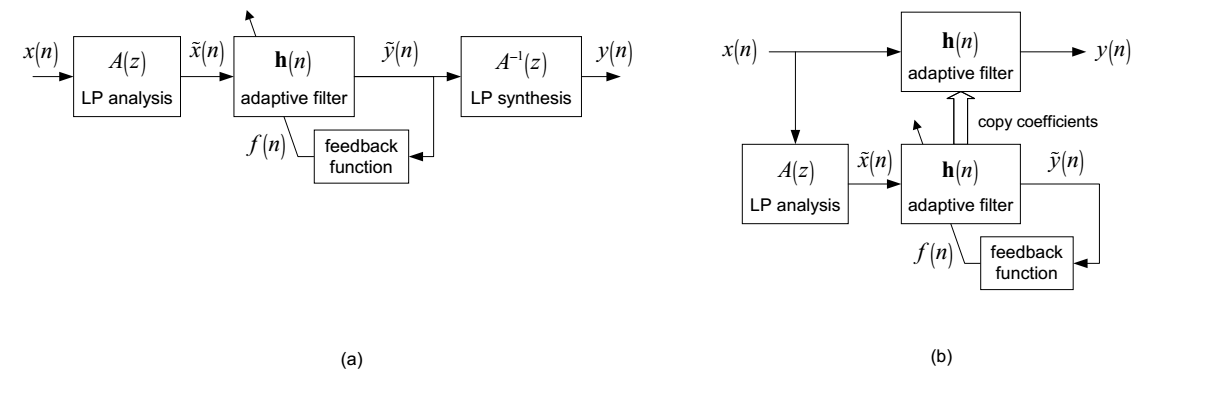 x(n)
A(z)
LP analysis
x̃(n)
h(n)
adaptive filter
ỹ(n)
A⁻¹(z)
LP synthesis
y(n)
f(n)
feedback
function
(a)
x(n)
h(n)
adaptive filter
y(n)
copy coefficients
A(z)
LP analysis
x̃(n)
h(n)
adaptive filter
ỹ(n)
f(n)
feedback
function
(b)